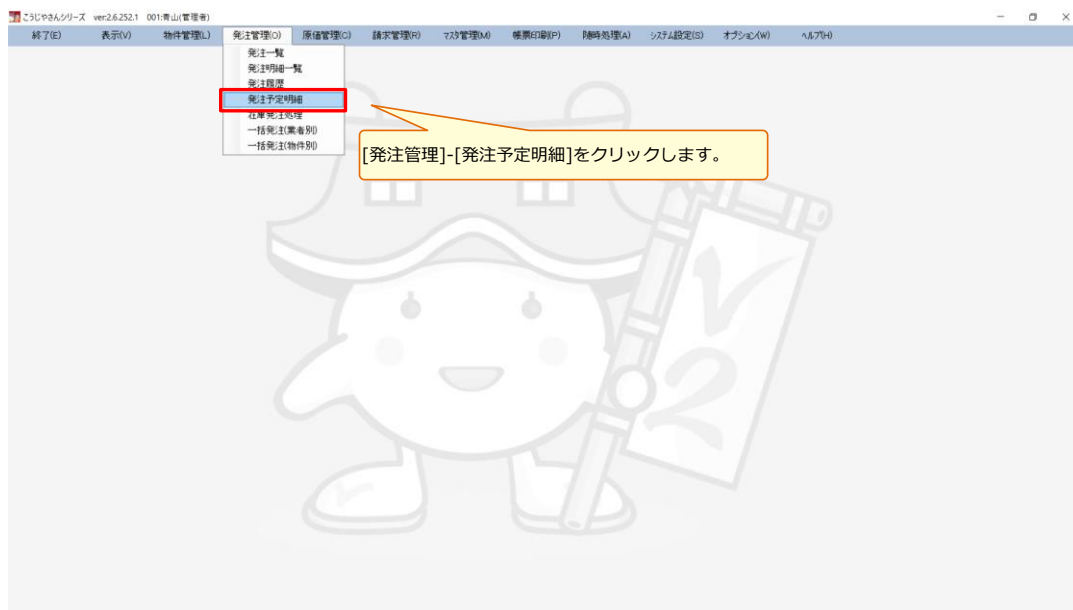 こうじやさんシリーズ ver.2.6.252.1 001:青山(管理者)
終了(E) 表示(V) 物件管理(L) 発注管理(O) 原価管理(C) 請求管理(R) マスタ管理(M) 帳票印刷(P) 随時処理(A) システム設定(S) オプション(W) ヘルプ(H)
発注一覧
発注明細一覧
発注履歴
発注予定明細
在庫発注処理
一括発注(業者別)
一括発注(物件別)
[発注管理]-[発注予定明細]をクリックします。
V
2